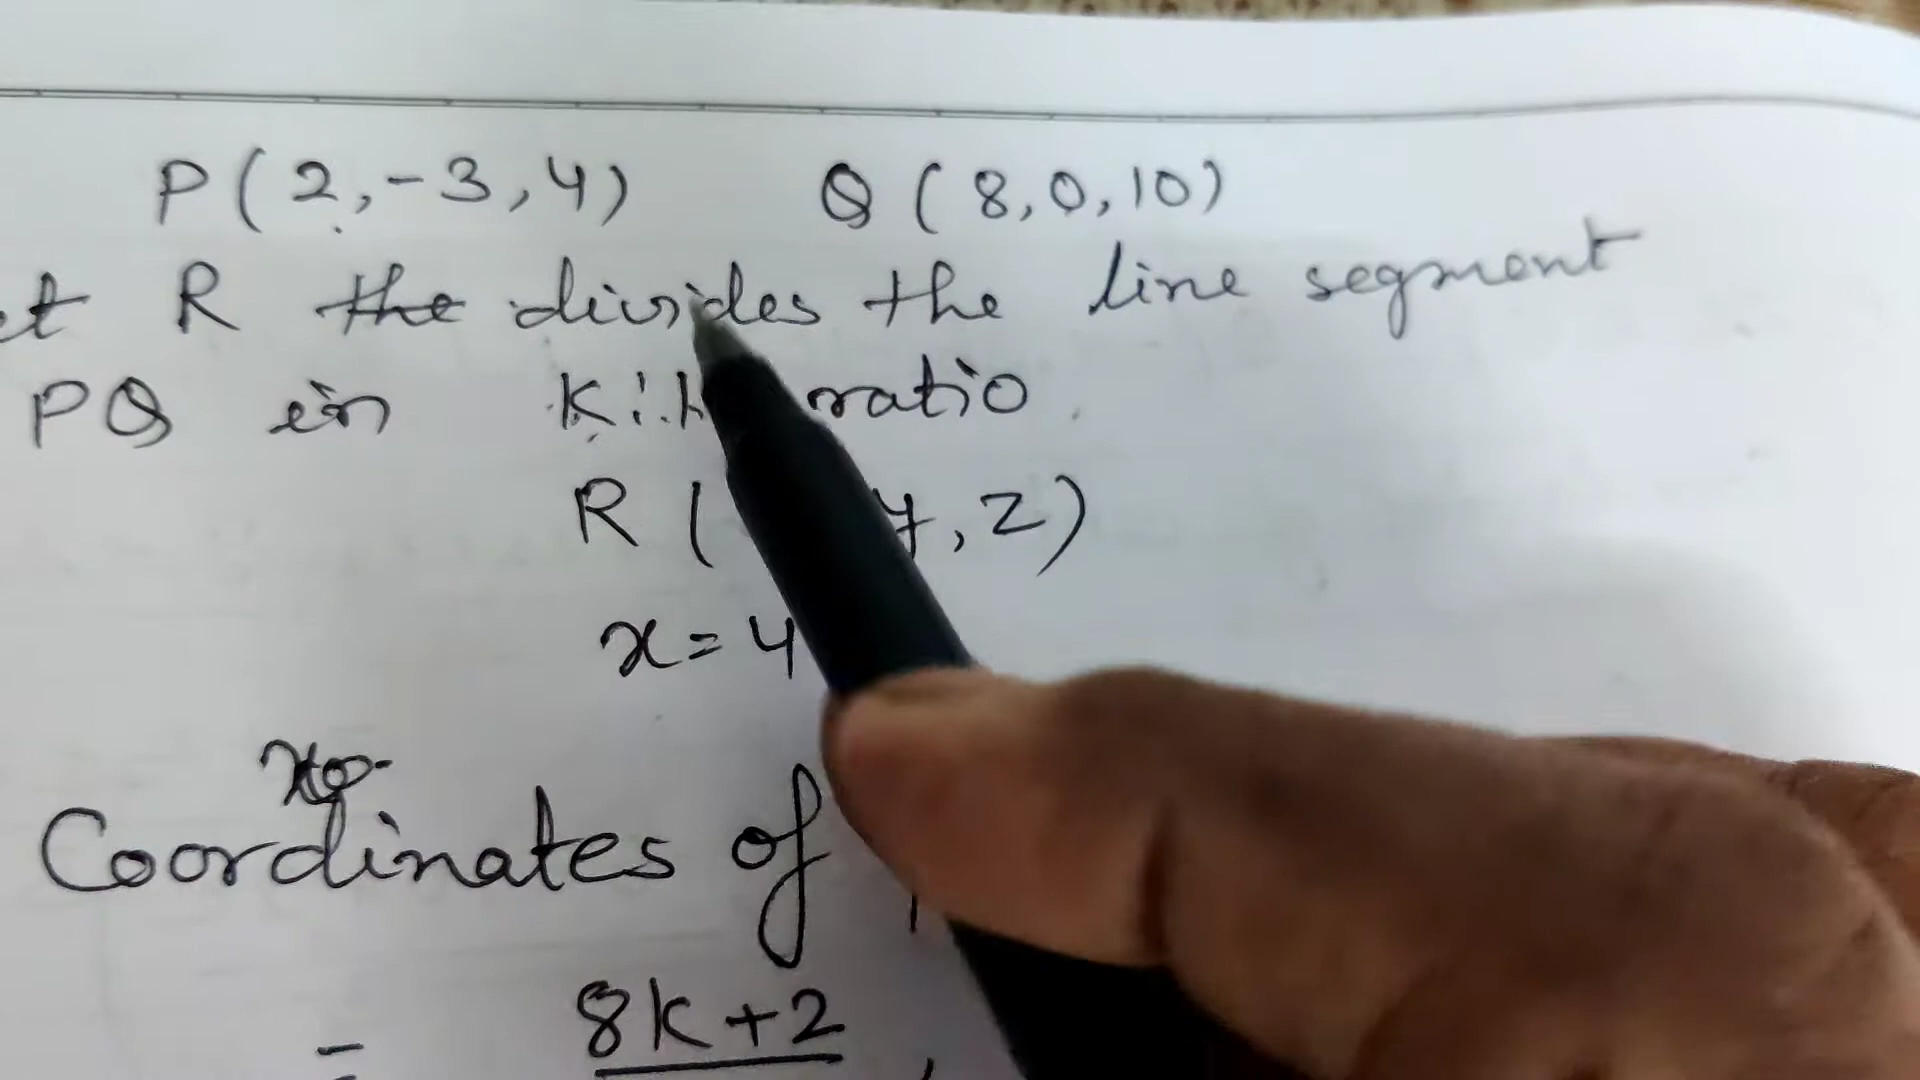 P(2,-3,4) Q(8,0,10)
R the divides the line segment
PQ in K: ratio
R( y,z)
x=4
Coordinates of
= 8K+2 ,